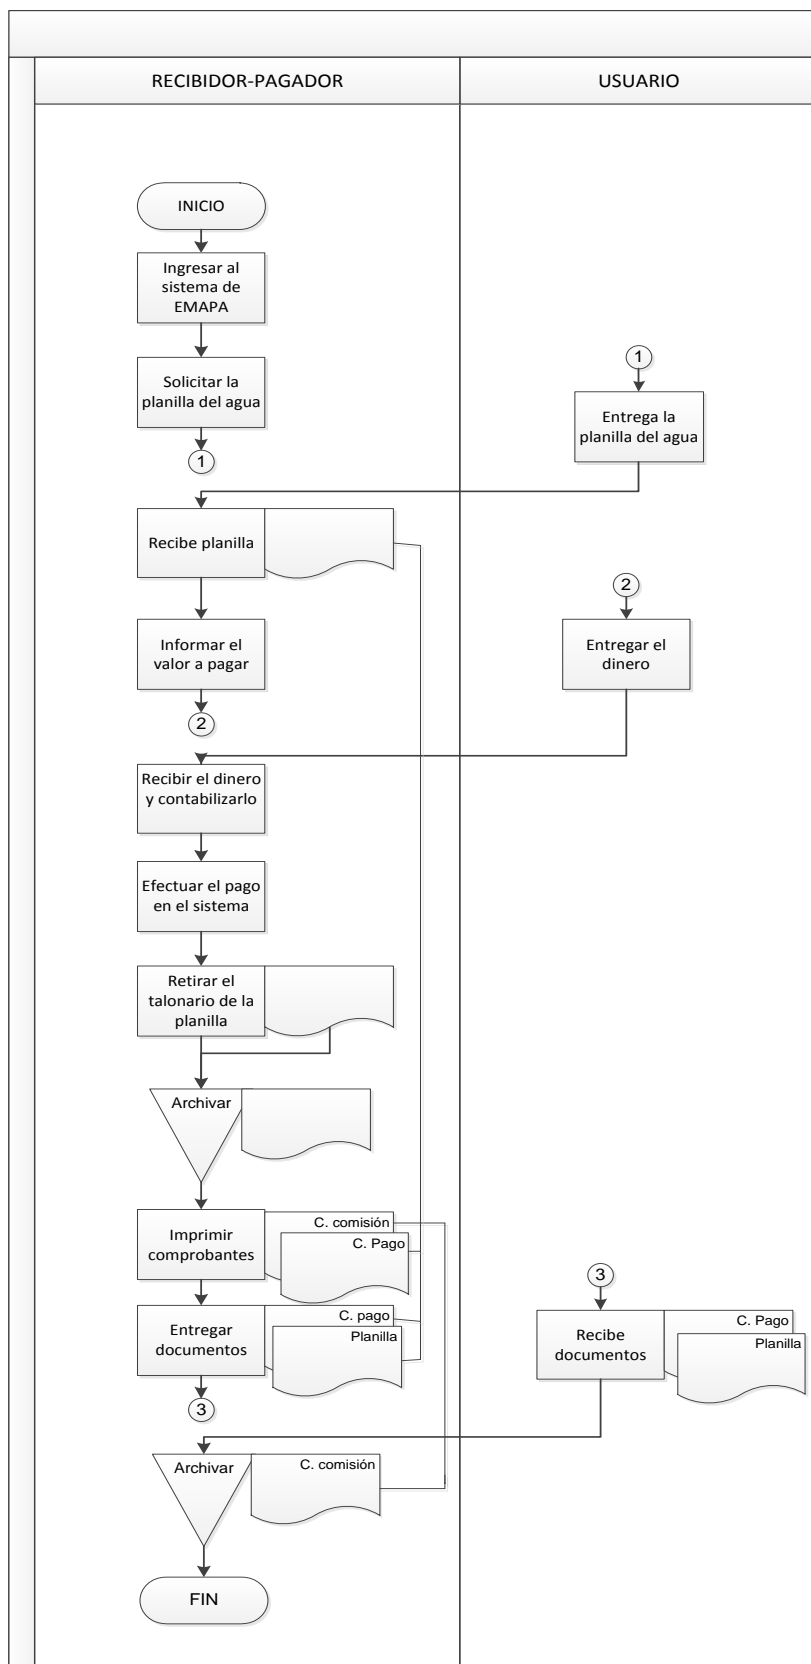 RECIBIDOR-PAGADOR
USUARIO
INICIO
Ingresar al
sistema de
EMAPA
Solicitar la
planilla del agua
1
1
Entrega la
planilla del agua
Recibe planilla
Informar el
valor a pagar
2
2
Entregar el
dinero
Recibir el dinero
y contabilizarlo
Efectuar el pago
en el sistema
Retirar el
talonario de la
planilla
Archivar
Imprimir
comprobantes
C. comisión
C. Pago
Entregar
documentos
C. pago
Planilla
3
3
Recibe
documentos
C. Pago
Planilla
Archivar
C. comisión
FIN